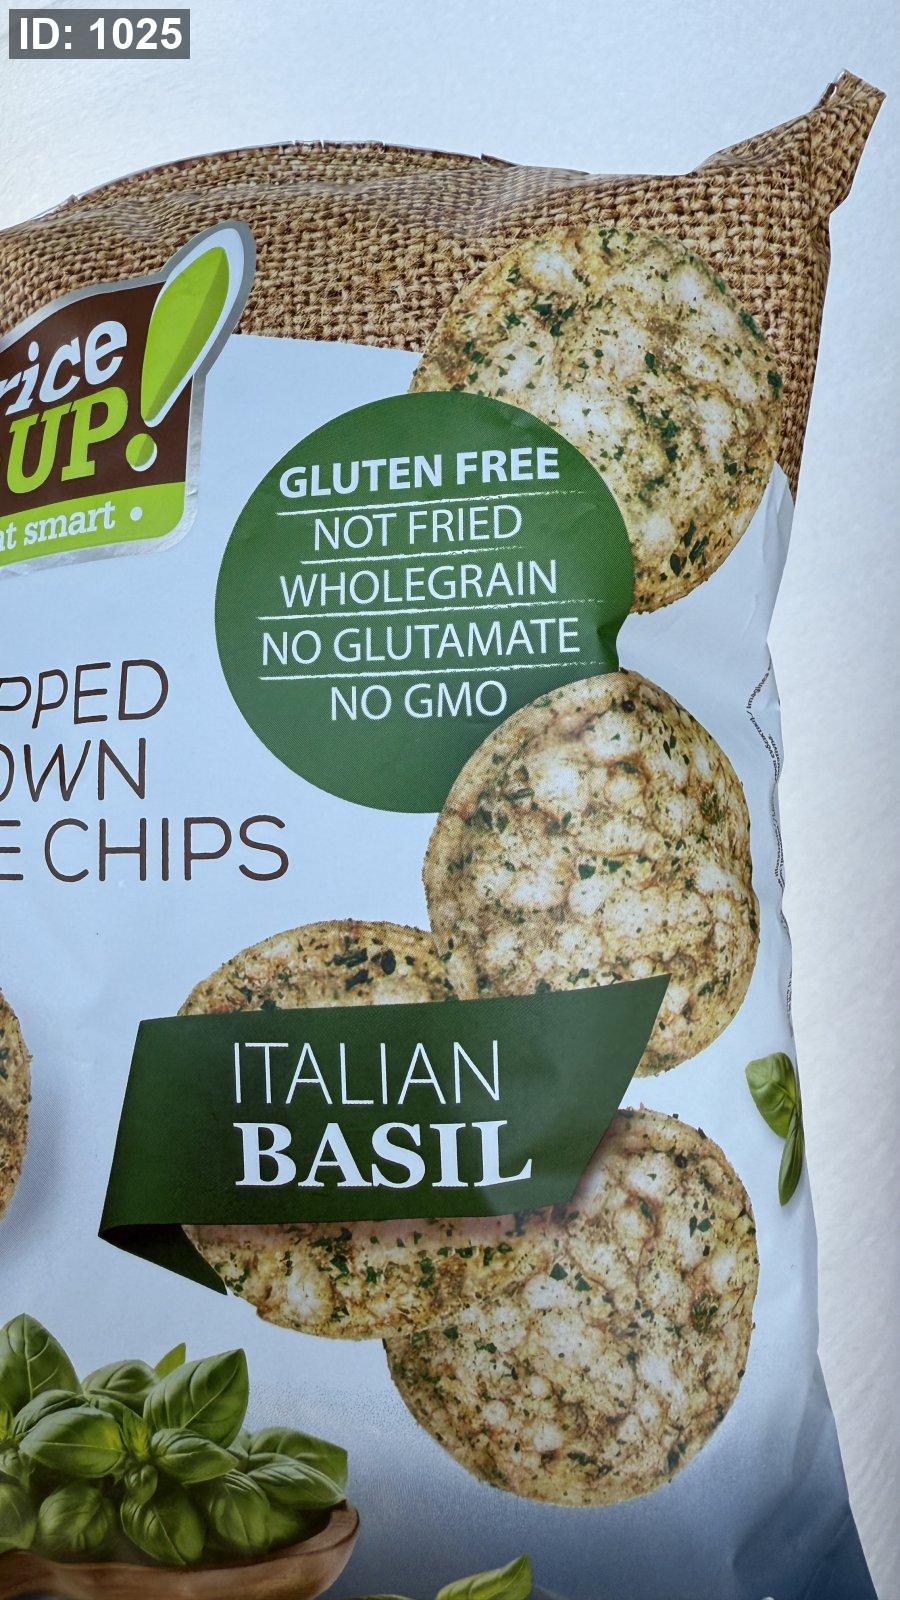 ID: 1025
rice
UP!
at smart •
GLUTEN FREE
NOT FRIED
WHOLEGRAIN
NO GLUTAMATE
NO GMO
PPED
OWN
E CHIPS
ITALIAN
BASIL